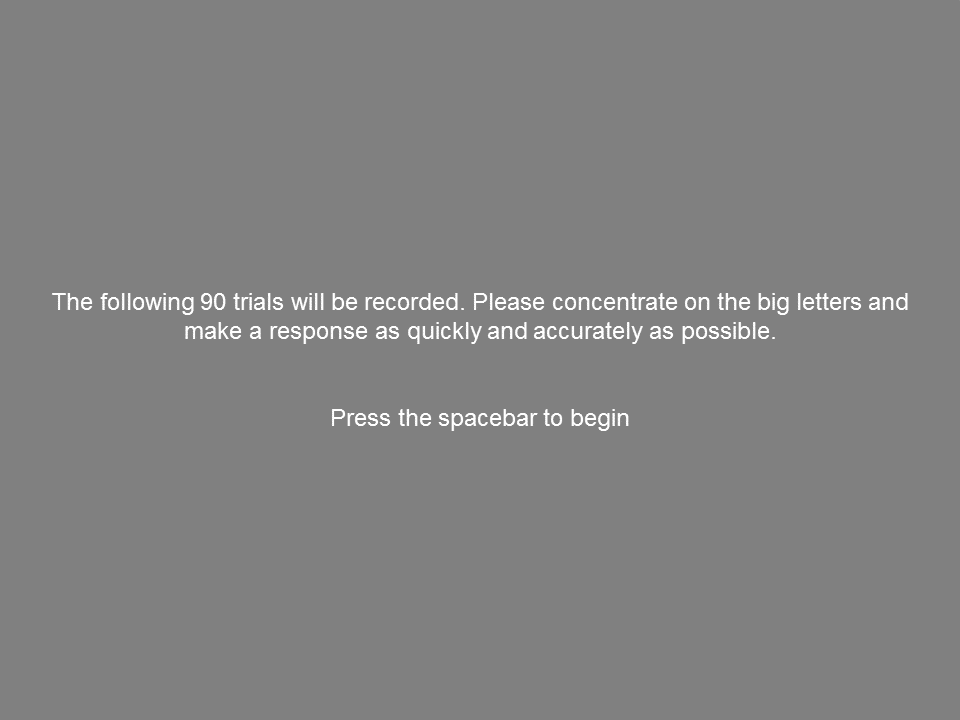 The following 90 trials will be recorded. Please concentrate on the big letters and
make a response as quickly and accurately as possible.
Press the spacebar to begin